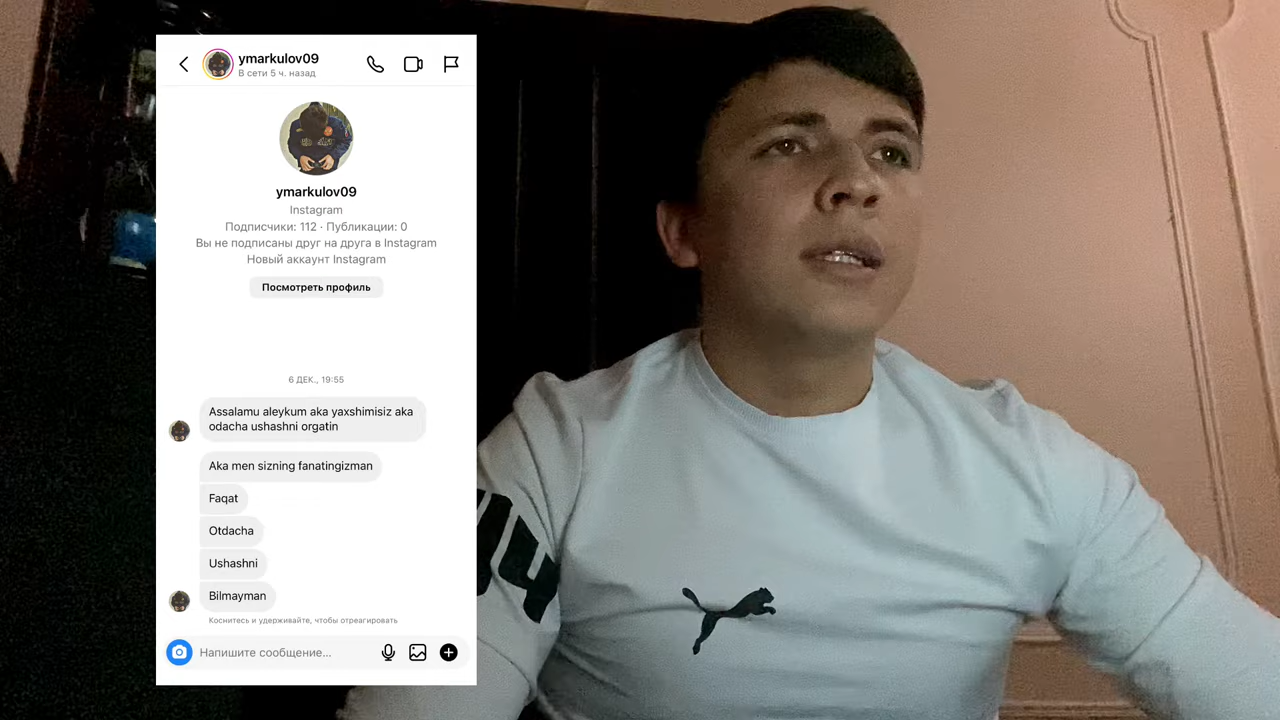 ymarkulov09
В сети 5 ч. назад
ymarkulov09
Instagram
Подписчики: 112 · Публикации: 0
Вы не подписаны друг на друга в Instagram
Новый аккаунт Instagram
Посмотреть профиль
6 ДЕК., 19:55
Assalamu aleykum aka yaxshimisiz aka
odacha ushashni orgatin
Aka men sizning fanatingizman
Faqat
Otdacha
Ushashni
Bilmayman
Коснитесь и удерживайте, чтобы отреагировать
Напишите сообщение...